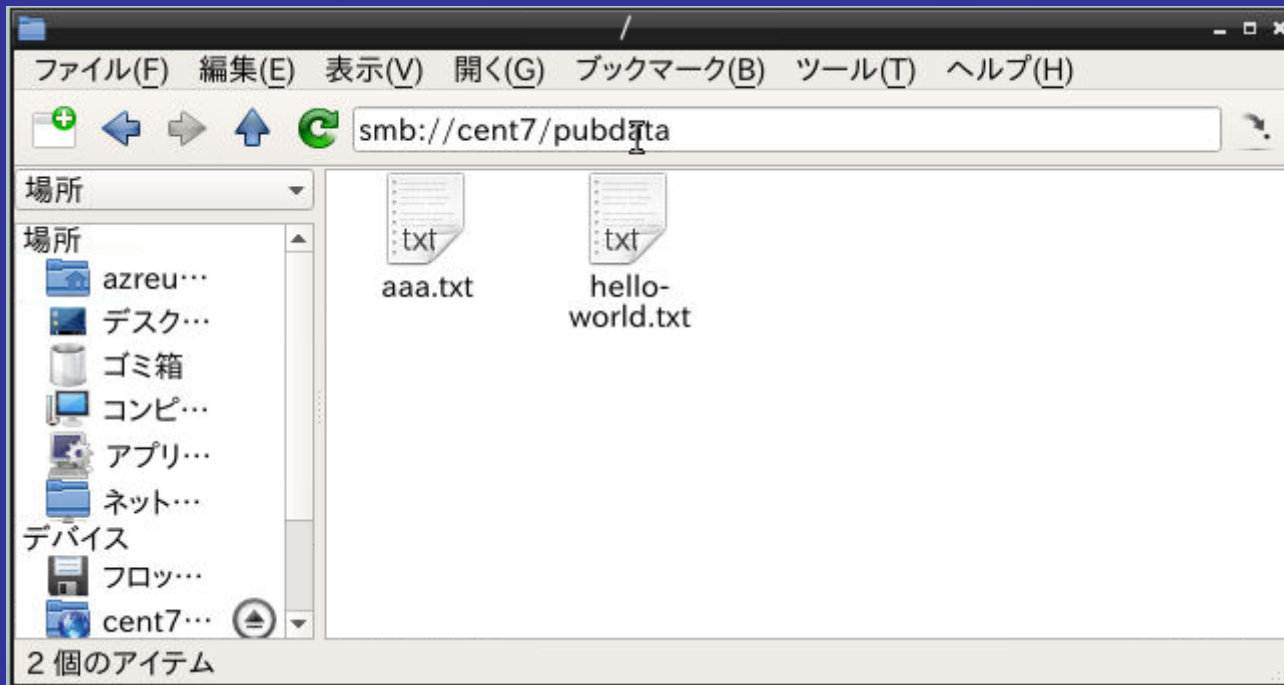 /
ファイル(F) 編集(E) 表示(V) 開く(G) ブックマーク(B) ツール(T) ヘルプ(H)
smb://cent7/pubdata
場所
場所
azreu…
デスク…
ゴミ箱
コンピ…
アプリ…
ネット…
デバイス
フロッ…
cent7…
txt
aaa.txt
txt
hello-
world.txt
2 個のアイテム